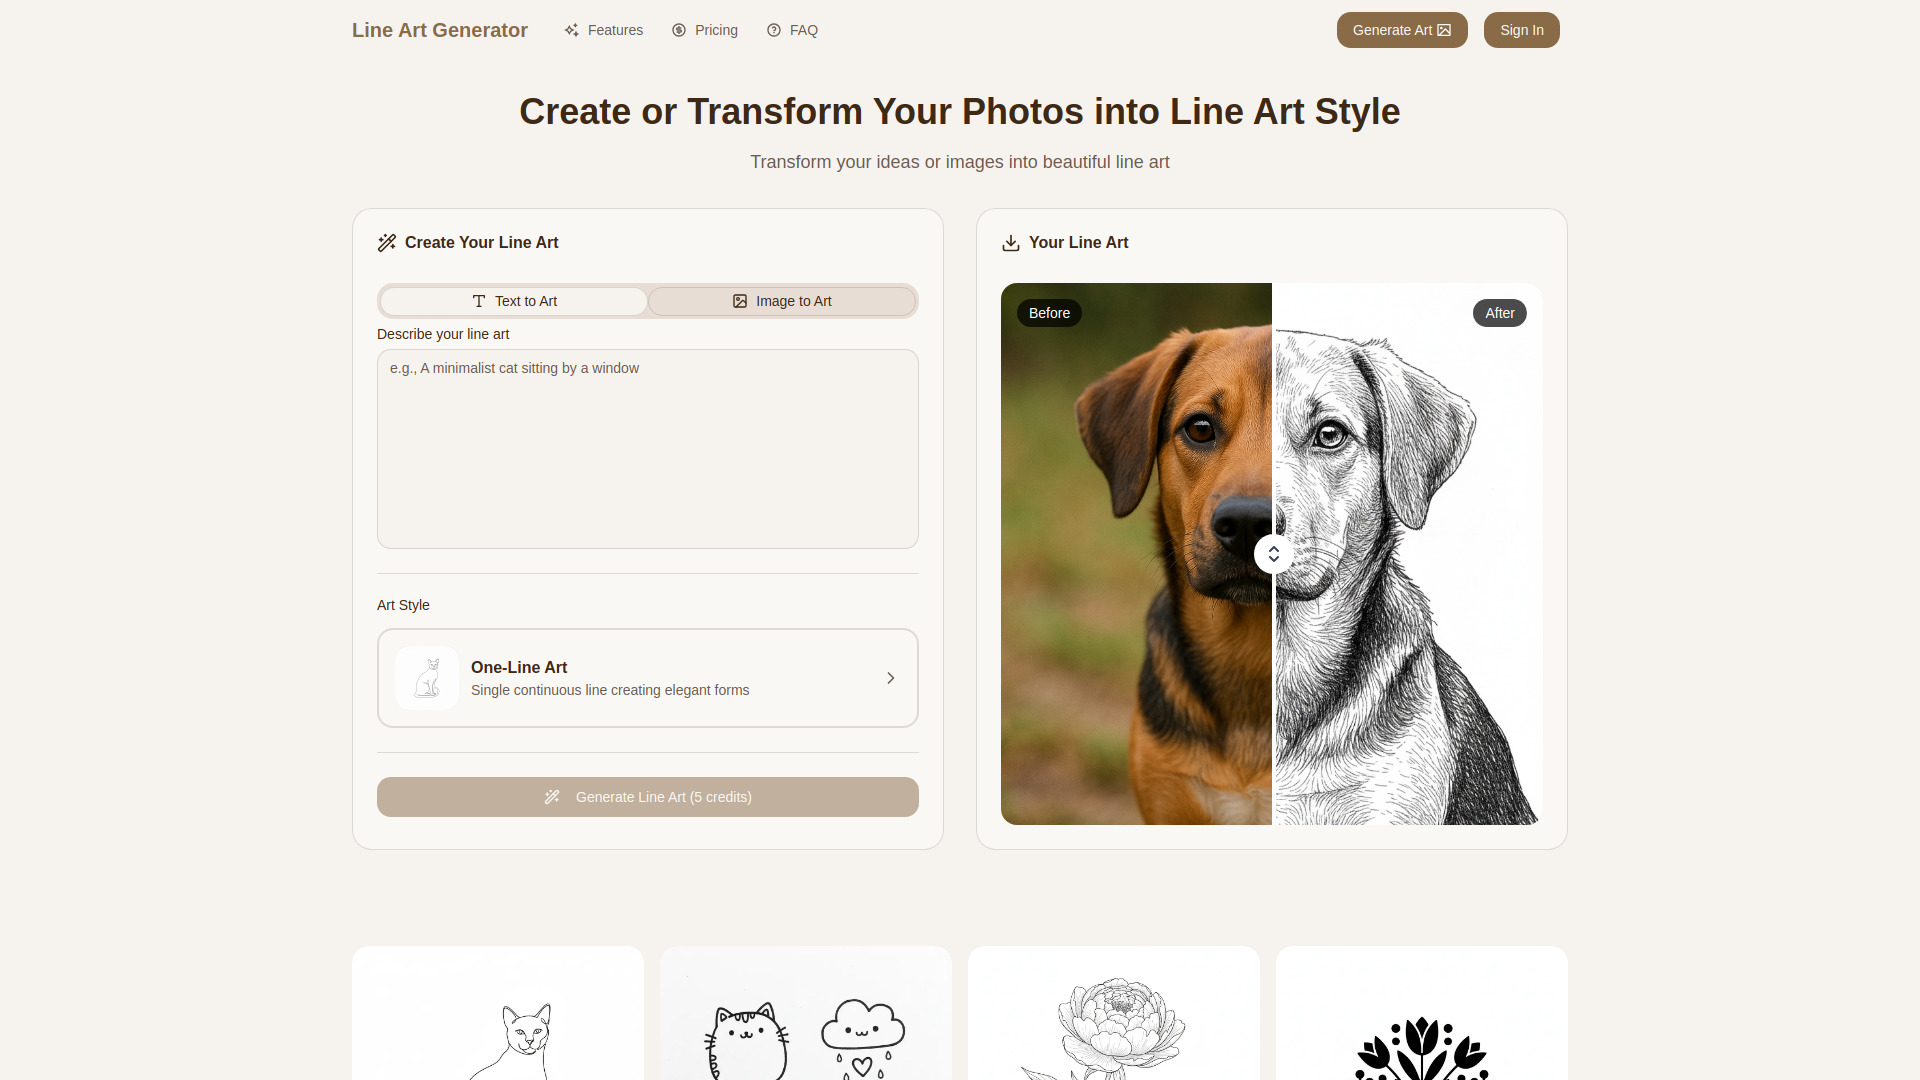 Line Art Generator
Features
Pricing
FAQ
Generate Art
Sign In
Create or Transform Your Photos into Line Art Style
Transform your ideas or images into beautiful line art
Create Your Line Art
Text to Art
Image to Art
Describe your line art
e.g., A minimalist cat sitting by a window
Art Style
One-Line Art
Single continuous line creating elegant forms
Generate Line Art (5 credits)
Your Line Art
Before
After